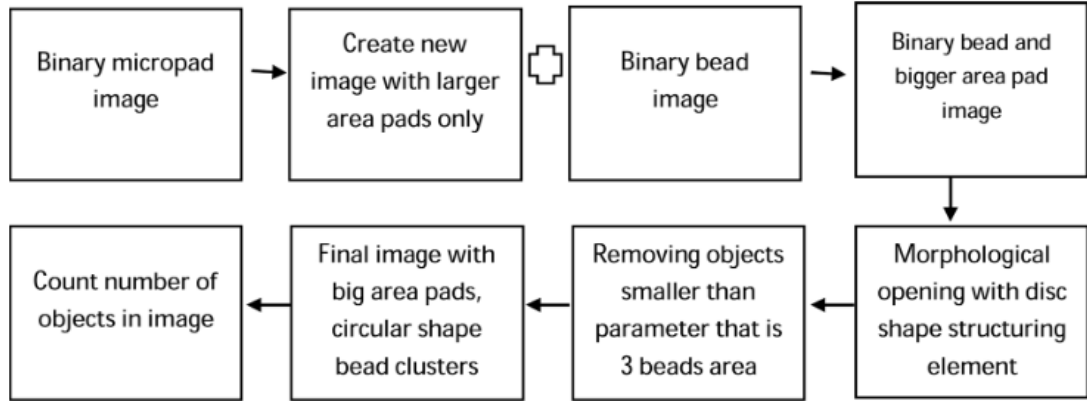 Binary micropad
image
Create new
image with larger
area pads only
Binary bead
image
Binary bead and
bigger area pad
image
Count number of
objects in image
Final image with
big area pads,
circular shape
bead clusters
Removing objects
smaller than
parameter that is
3 beads area
Morphological
opening with disc
shape structuring
element